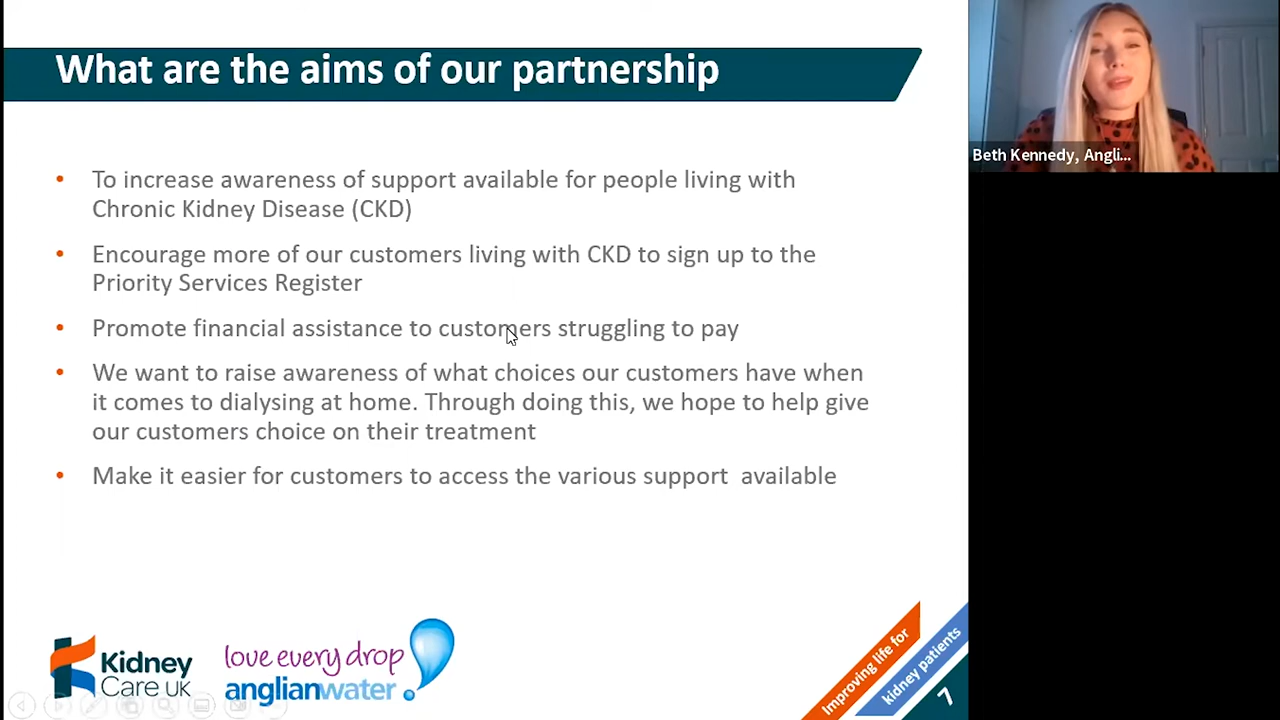 What are the aims of our partnership
Beth Kennedy, Angli...
• To increase awareness of support available for people living with
Chronic Kidney Disease (CKD)
• Encourage more of our customers living with CKD to sign up to the
Priority Services Register
• Promote financial assistance to customers struggling to pay
• We want to raise awareness of what choices our customers have when
it comes to dialysing at home. Through doing this, we hope to help give
our customers choice on their treatment
• Make it easier for customers to access the various support  available
Kidney
Care UK
love every drop
anglianwater
Improving life for
kidney patients
7